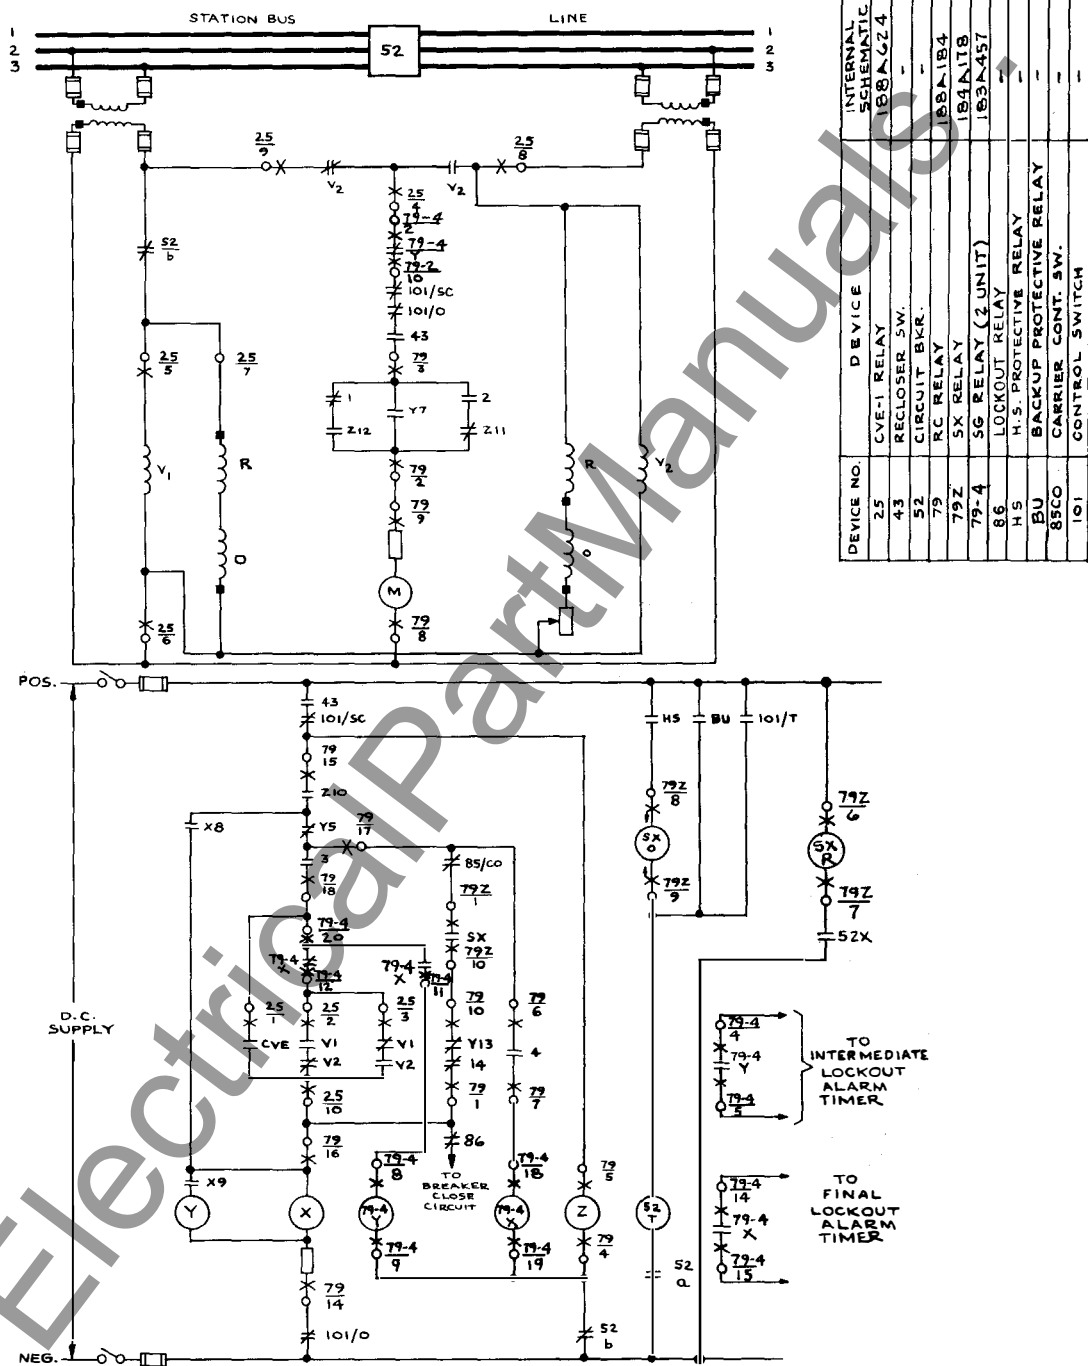 STATION BUS
LINE
1
2
3
52
1
2
3
25
9
V2
V2
25
8
25
4
79-4
2
79-4
Y
79-2
10
101/SC
101/O
43
79
3
52
b
25
5
25
7
1
Z12
Y7
2
Z11
79
2
79
9
M
79
8
V1
R
O
R
O
V2
25
6
DEVICE NO. DEVICE INTERNAL SCHEMATIC
25 CVE-1 RELAY 188A624
43 RECLOSER SW. -
52 CIRCUIT BKR. -
79 RC RELAY 188A184
79Z SX RELAY 184A178
79-4 SG RELAY (2 UNIT) 183A457
86 LOCKOUT RELAY -
HS H.S. PROTECTIVE RELAY -
BU BACKUP PROTECTIVE RELAY -
85CO CARRIER CONT. SW. -
101 CONTROL SWITCH -
POS.
43
101/SC
79
15
Z10
X8
Y5
79
17
3
79
18
85/CO
79Z
1
SX
79Z
10
79-4
20
79-4
X
79-4
12
79-4
X
79-4
11
25
1
25
2
25
3
CVE
V1
V2
V1
V2
25
10
79
10
Y13
14
79
1
79
6
4
79
7
79
16
86
TO
BREAKER
CLOSE
CIRCUIT
79-4
8
79-4
18
79
5
X9
Y
X
79-4
Y
79-4
X
Z
79-4
9
79-4
19
79
4
79
14
101/O
52
b
HS
BU
101/T
79Z
8
SX
O
79Z
9
79Z
6
SX
R
79Z
7
52X
52
T
52
a
79-4
4
79-4
Y
79-4
5
TO
INTERMEDIATE
LOCKOUT
ALARM
TIMER
79-4
14
79-4
X
79-4
15
TO
FINAL
LOCKOUT
ALARM
TIMER
D.C.
SUPPLY
NEG.
ElectricalPartManuals.